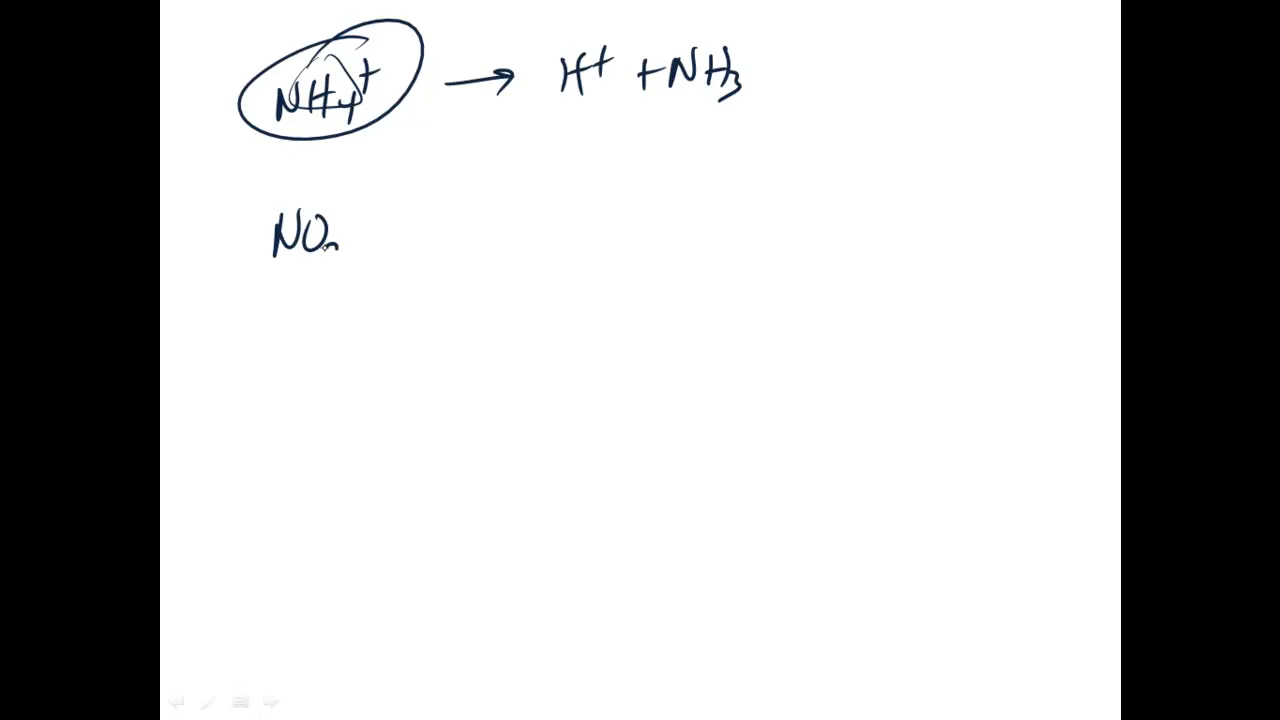 NH₄⁺ → H⁺ + NH₃
NO